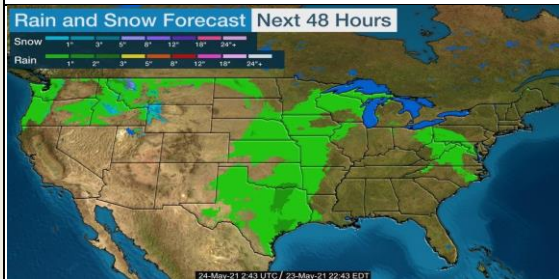 Rain and Snow Forecast Next 48 Hours
Snow 1" 3" 5" 8" 12" 18" 24"+
Rain 1" 2" 3" 5" 8" 12" 18" 24"+
24-May-21 2:43 UTC / 23-May-21 22:43 EDT